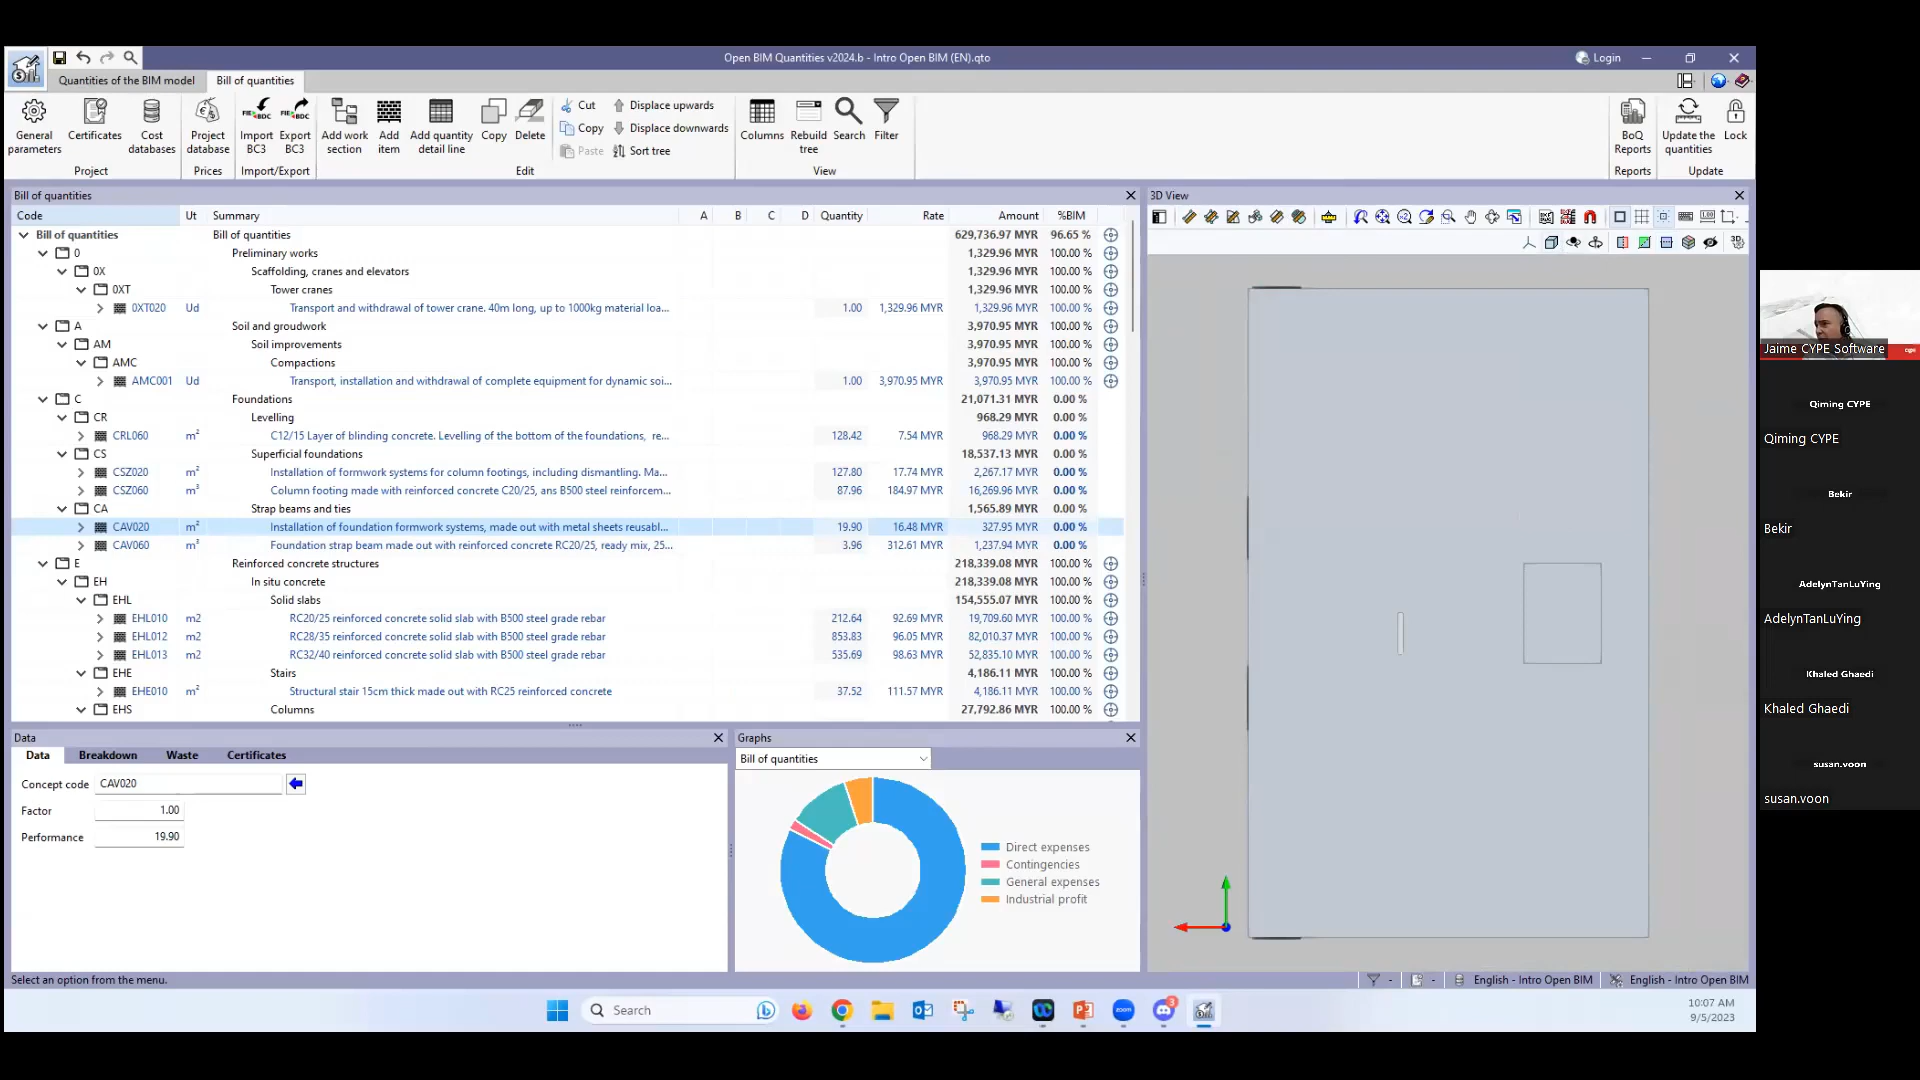 Open BIM Quantities v2024.b - Intro Open BIM (EN).qto
Login
Quantities of the BIM model
Bill of quantities
General parameters
Certificates
Cost databases
Project
Project database
Prices
Import BC3
Export BC3
Import/Export
Add work section
Add item
Add quantity detail line
Copy
Delete
Cut
Copy
Paste
Displace upwards
Displace downwards
Sort tree
Edit
Columns
Rebuild tree
Search
Filter
View
BoQ Reports
Reports
Update the quantities
Lock
Update
Bill of quantities
Code Ut Summary A B C D Quantity Rate Amount %BIM
Bill of quantities Bill of quantities 629,736.97 MYR 96.65 %
0 Preliminary works 1,329.96 MYR 100.00 %
0X Scaffolding, cranes and elevators 1,329.96 MYR 100.00 %
0XT Tower cranes 1,329.96 MYR 100.00 %
0XT020 Ud Transport and withdrawal of tower crane. 40m long, up to 1000kg material loa... 1.00 1,329.96 MYR 1,329.96 MYR 100.00 %
A Soil and groudwork 3,970.95 MYR 100.00 %
AM Soil improvements 3,970.95 MYR 100.00 %
AMC Compactions 3,970.95 MYR 100.00 %
AMC001 Ud Transport, installation and withdrawal of complete equipment for dynamic soi... 1.00 3,970.95 MYR 3,970.95 MYR 100.00 %
C Foundations 21,071.31 MYR 0.00 %
CR Levelling 968.29 MYR 0.00 %
CRL060 m² C12/15 Layer of blinding concrete. Levelling of the bottom of the foundations, re... 128.42 7.54 MYR 968.29 MYR 0.00 %
CS Superficial foundations 18,537.13 MYR 0.00 %
CSZ020 m² Installation of formwork systems for column footings, including dismantling. Ma... 127.80 17.74 MYR 2,267.17 MYR 0.00 %
CSZ060 m³ Column footing made with reinforced concrete C20/25, ans B500 steel reinforcem... 87.96 184.97 MYR 16,269.96 MYR 0.00 %
CA Strap beams and ties 1,565.89 MYR 0.00 %
CAV020 m² Installation of foundation formwork systems, made out with metal sheets reusabl... 19.90 16.48 MYR 327.95 MYR 0.00 %
CAV060 m³ Foundation strap beam made out with reinforced concrete RC20/25, ready mix, 25... 3.96 312.61 MYR 1,237.94 MYR 0.00 %
E Reinforced concrete structures 218,339.08 MYR 100.00 %
EH In situ concrete 218,339.08 MYR 100.00 %
EHL Solid slabs 154,555.07 MYR 100.00 %
EHL010 m2 RC20/25 reinforced concrete solid slab with B500 steel grade rebar 212.64 92.69 MYR 19,709.60 MYR 100.00 %
EHL012 m2 RC28/35 reinforced concrete solid slab with B500 steel grade rebar 853.83 96.05 MYR 82,010.37 MYR 100.00 %
EHL013 m2 RC32/40 reinforced concrete solid slab with B500 steel grade rebar 535.69 98.63 MYR 52,835.10 MYR 100.00 %
EHE Stairs 4,186.11 MYR 100.00 %
EHE010 m² Structural stair 15cm thick made out with RC25 reinforced concrete 37.52 111.57 MYR 4,186.11 MYR 100.00 %
EHS Columns 27,792.86 MYR 100.00 %
3D View
Data
Data Breakdown Waste Certificates
Concept code CAV020
Factor 1.00
Performance 19.90
Graphs
Bill of quantities
Direct expenses
Contingencies
General expenses
Industrial profit
Select an option from the menu.
English - Intro Open BIM
English - Intro Open BIM
Search
3
10:07 AM
9/5/2023
Jaime CYPE Software
Qiming CYPE
Qiming CYPE
Bekir
Bekir
AdelynTanLuYing
AdelynTanLuYing
Khaled Ghaedi
Khaled Ghaedi
susan.voon
susan.voon